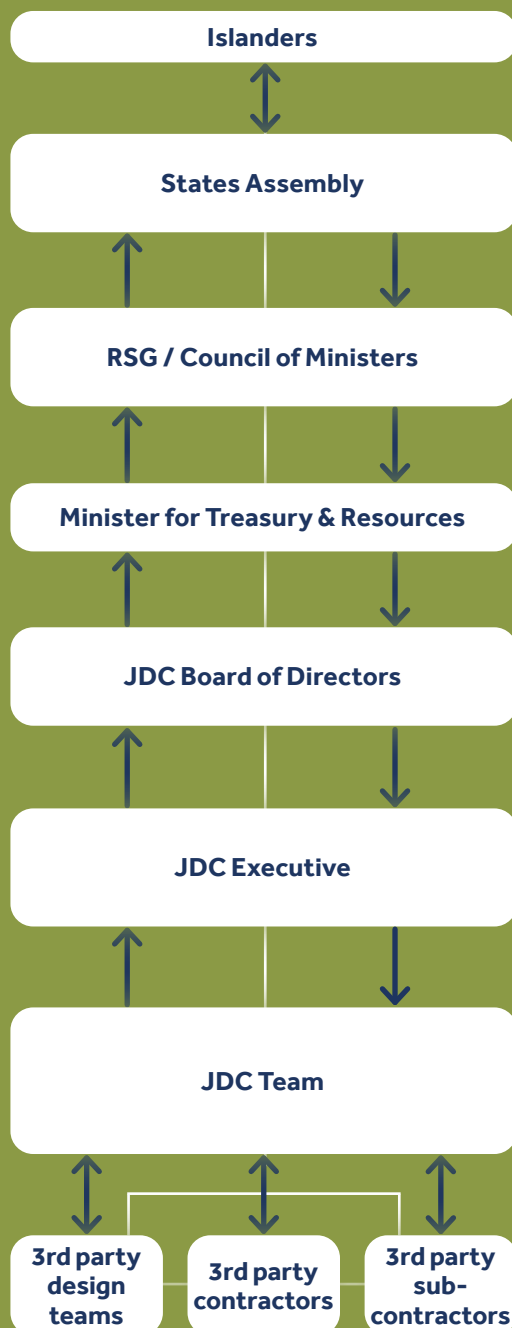 Islanders
States Assembly
RSG / Council of Ministers
Minister for Treasury & Resources
JDC Board of Directors
JDC Executive
JDC Team
3rd party
design
teams
3rd party
contractors
3rd party
sub-
contractors